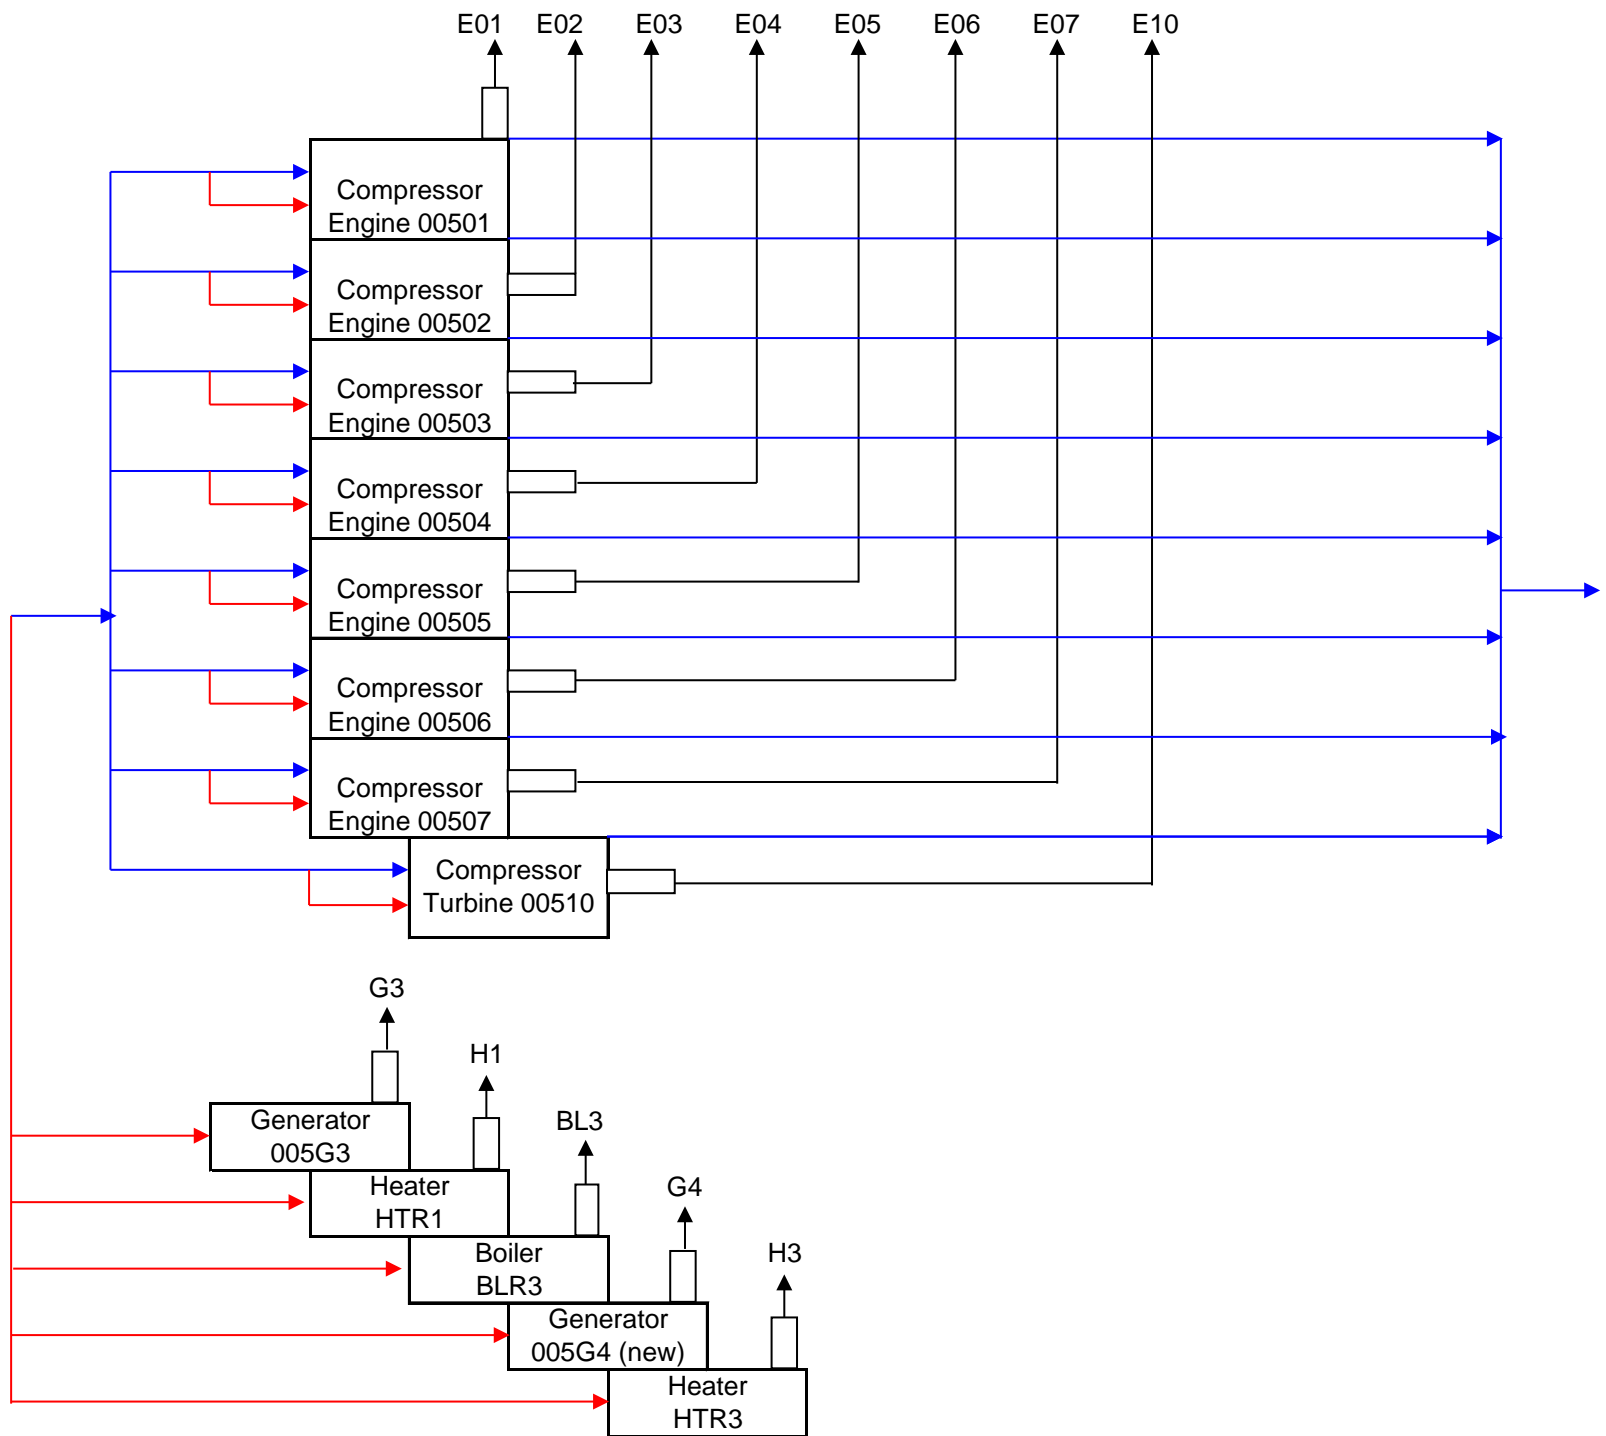 E01 E02 E03 E04 E05 E06 E07 E10
Compressor
Engine 00501
Compressor
Engine 00502
Compressor
Engine 00503
Compressor
Engine 00504
Compressor
Engine 00505
Compressor
Engine 00506
Compressor
Engine 00507
Compressor
Turbine 00510
G3
H1
BL3
G4
H3
Generator
005G3
Heater
HTR1
Boiler
BLR3
Generator
005G4 (new)
Heater
HTR3